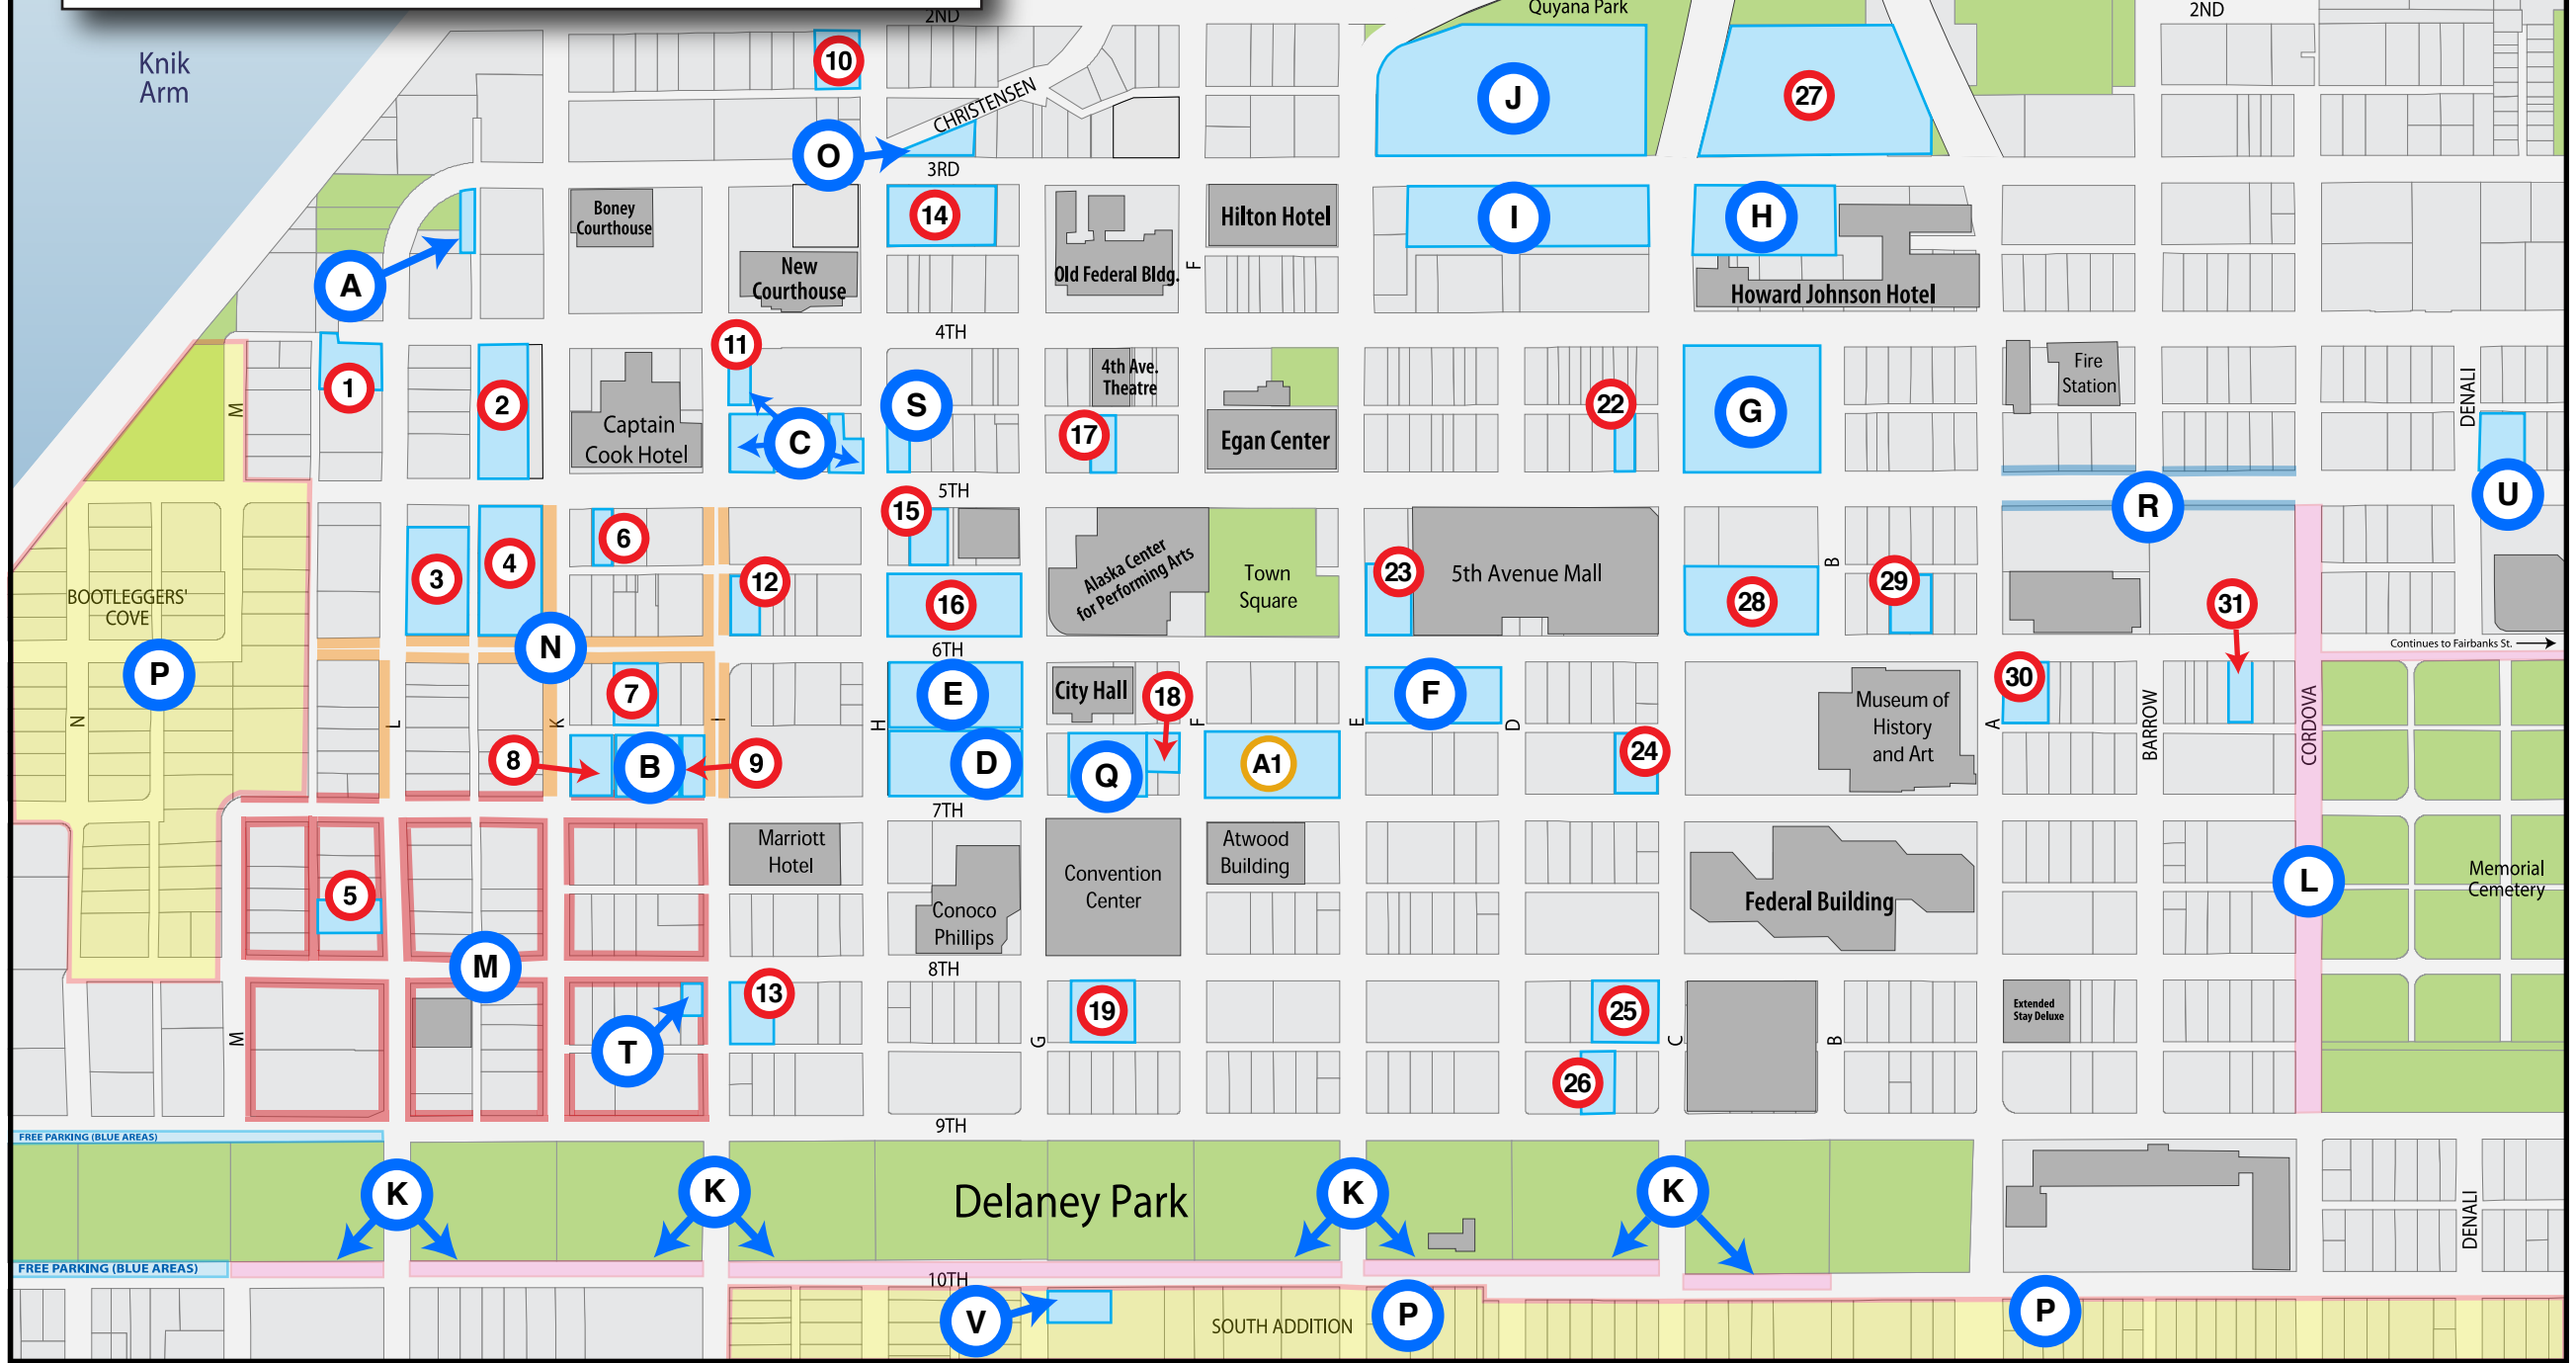 2ND
Quyana Park
2ND
Knik
Arm
10
J
27
CHRISTENSEN
O
3RD
Boney
Courthouse
14
Hilton Hotel
I
H
A
New
Courthouse
Old Federal Bldg.
F
Howard Johnson Hotel
4TH
11
1
2
M
Captain
Cook Hotel
C
S
4th Ave.
Theatre
17
Egan Center
22
G
Fire
Station
DENALI
U
5TH
R
3
4
6
12
15
16
Alaska Center
for Performing Arts
Town
Square
23
5th Avenue Mall
28
B
29
31
BOOTLEGGERS'
COVE
P
N
6TH
Continues to Fairbanks St.
N
L
K
7
I
H
E
City Hall
18
F
E
F
D
Museum of
History
and Art
A
30
BARROW
CORDOVA
8
B
9
D
Q
A1
24
7TH
5
Marriott
Hotel
Conoco
Phillips
Convention
Center
Atwood
Building
Federal Building
L
Memorial
Cemetery
M
8TH
M
T
13
G
19
25
C
B
Extended
Stay Deluxe
26
9TH
FREE PARKING (BLUE AREAS)
K
K
Delaney Park
K
K
DENALI
FREE PARKING (BLUE AREAS)
10TH
V
SOUTH ADDITION
P
P